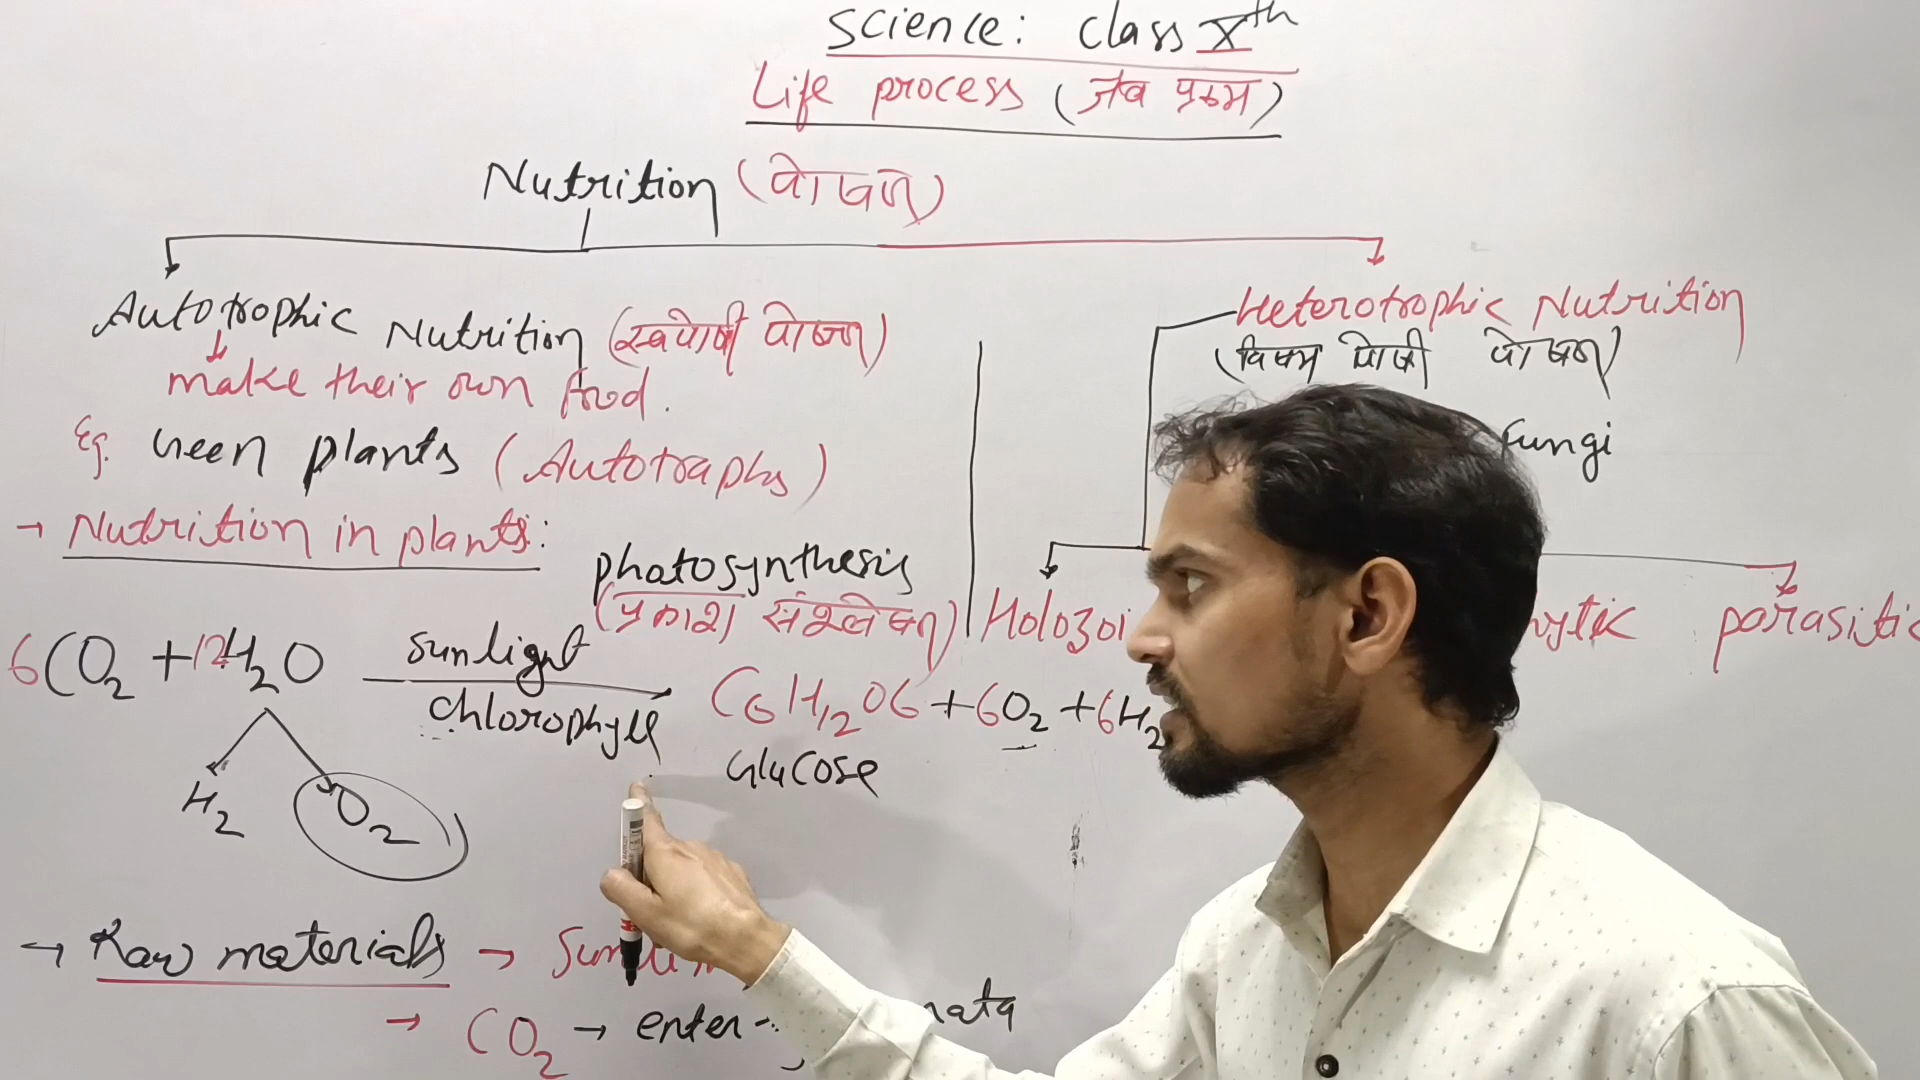 Science: Class Xth
Life process (जैव प्रक्रम)
Nutrition (पोषण)
Autotrophic Nutrition (स्वपोषी पोषण)
make their own food.
Eg. Green plants (Autotraphs)
→ Nutrition in plants:
photosynthesis
(प्रकाश संश्लेषण)
6CO2 + 12H2O sunlight chlorophyll C6H12O6 + 6O2 + 6H2
Glucose
H2 O2
→ Raw materials →
→ CO2 → enter
Heterotrophic Nutrition
(विषम पोषी पोषण)
Fungi
Holozoi parasitic